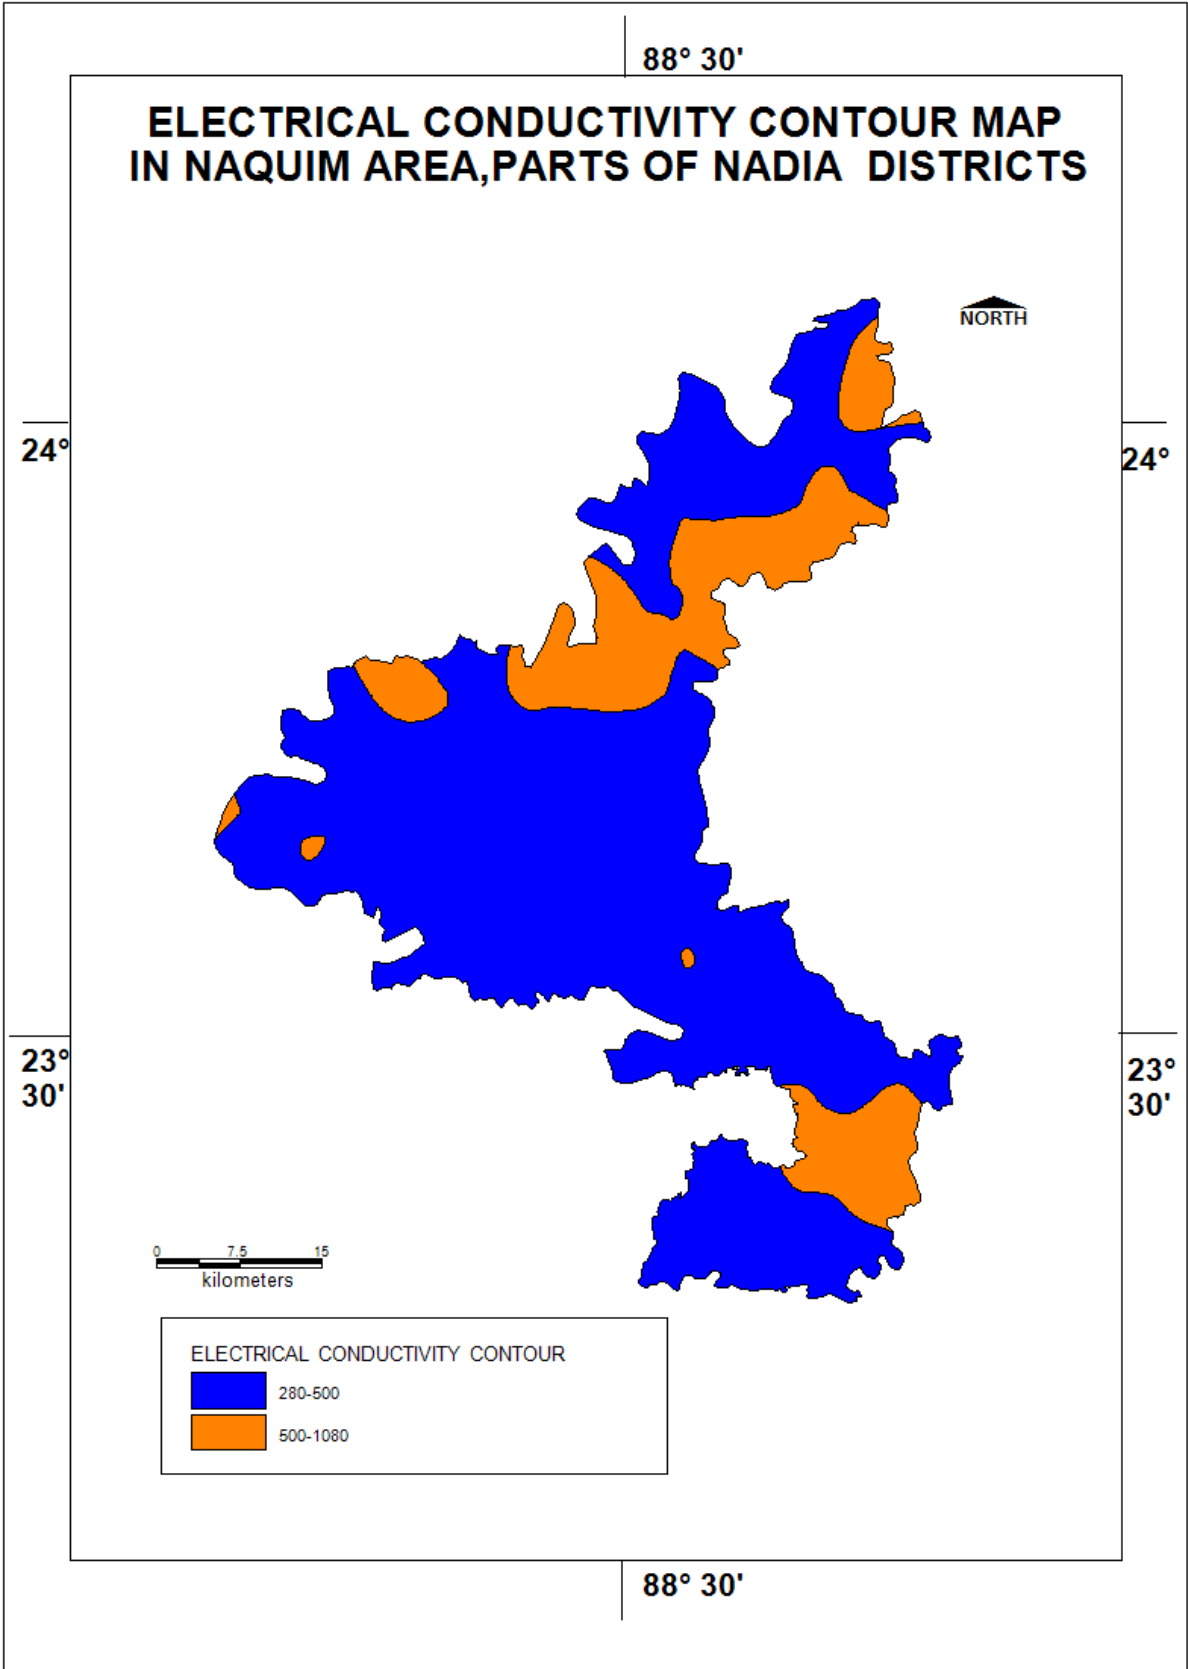 88° 30'
ELECTRICAL CONDUCTIVITY CONTOUR MAP
IN NAQUIM AREA,PARTS OF NADIA DISTRICTS
NORTH
24°
24°
23°
30'
23°
30'
0 7.5 15
kilometers
ELECTRICAL CONDUCTIVITY CONTOUR
280-500
500-1080
88° 30'